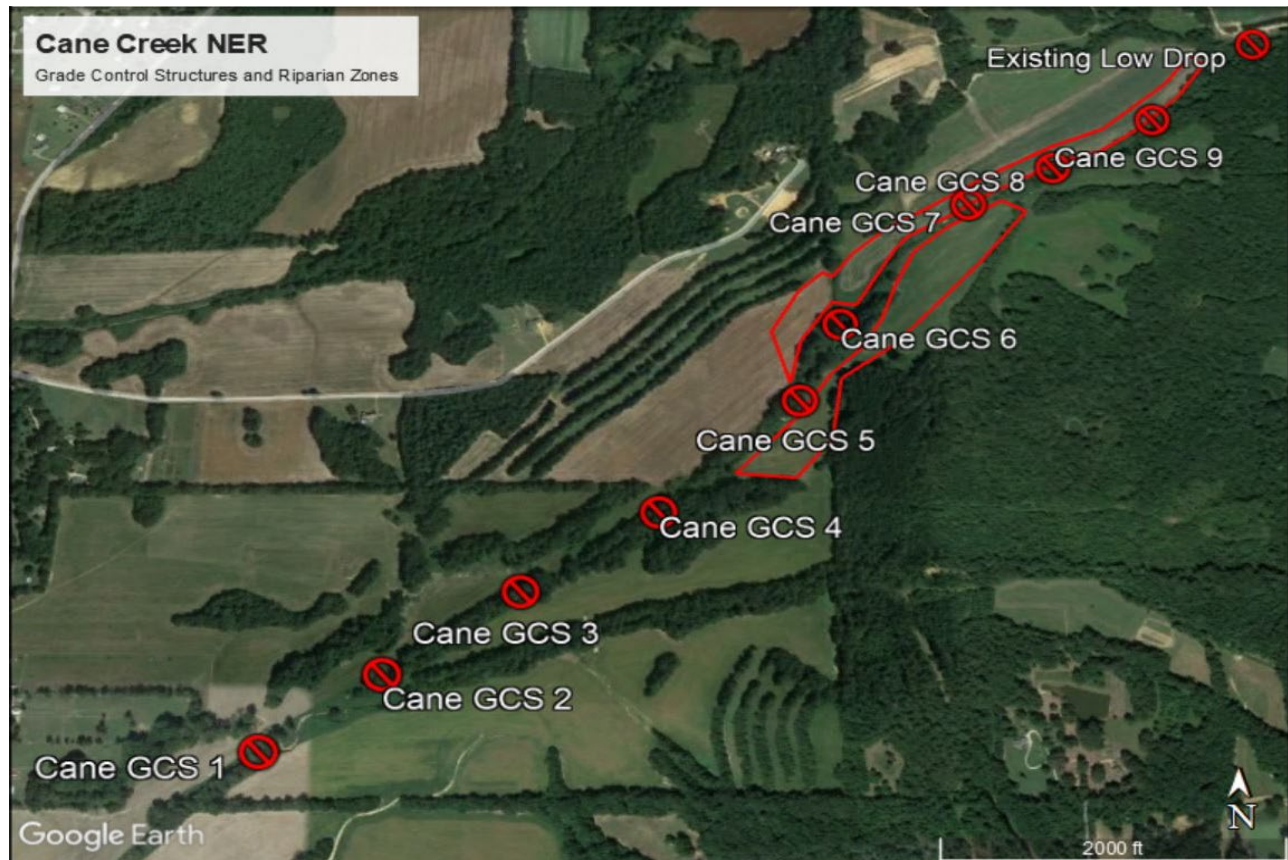 Cane Creek NER
Grade Control Structures and Riparian Zones
Existing Low Drop
Cane GCS 9
Cane GCS 8
Cane GCS 7
Cane GCS 6
Cane GCS 5
Cane GCS 4
Cane GCS 3
Cane GCS 2
Cane GCS 1
Google Earth
2000 ft
N